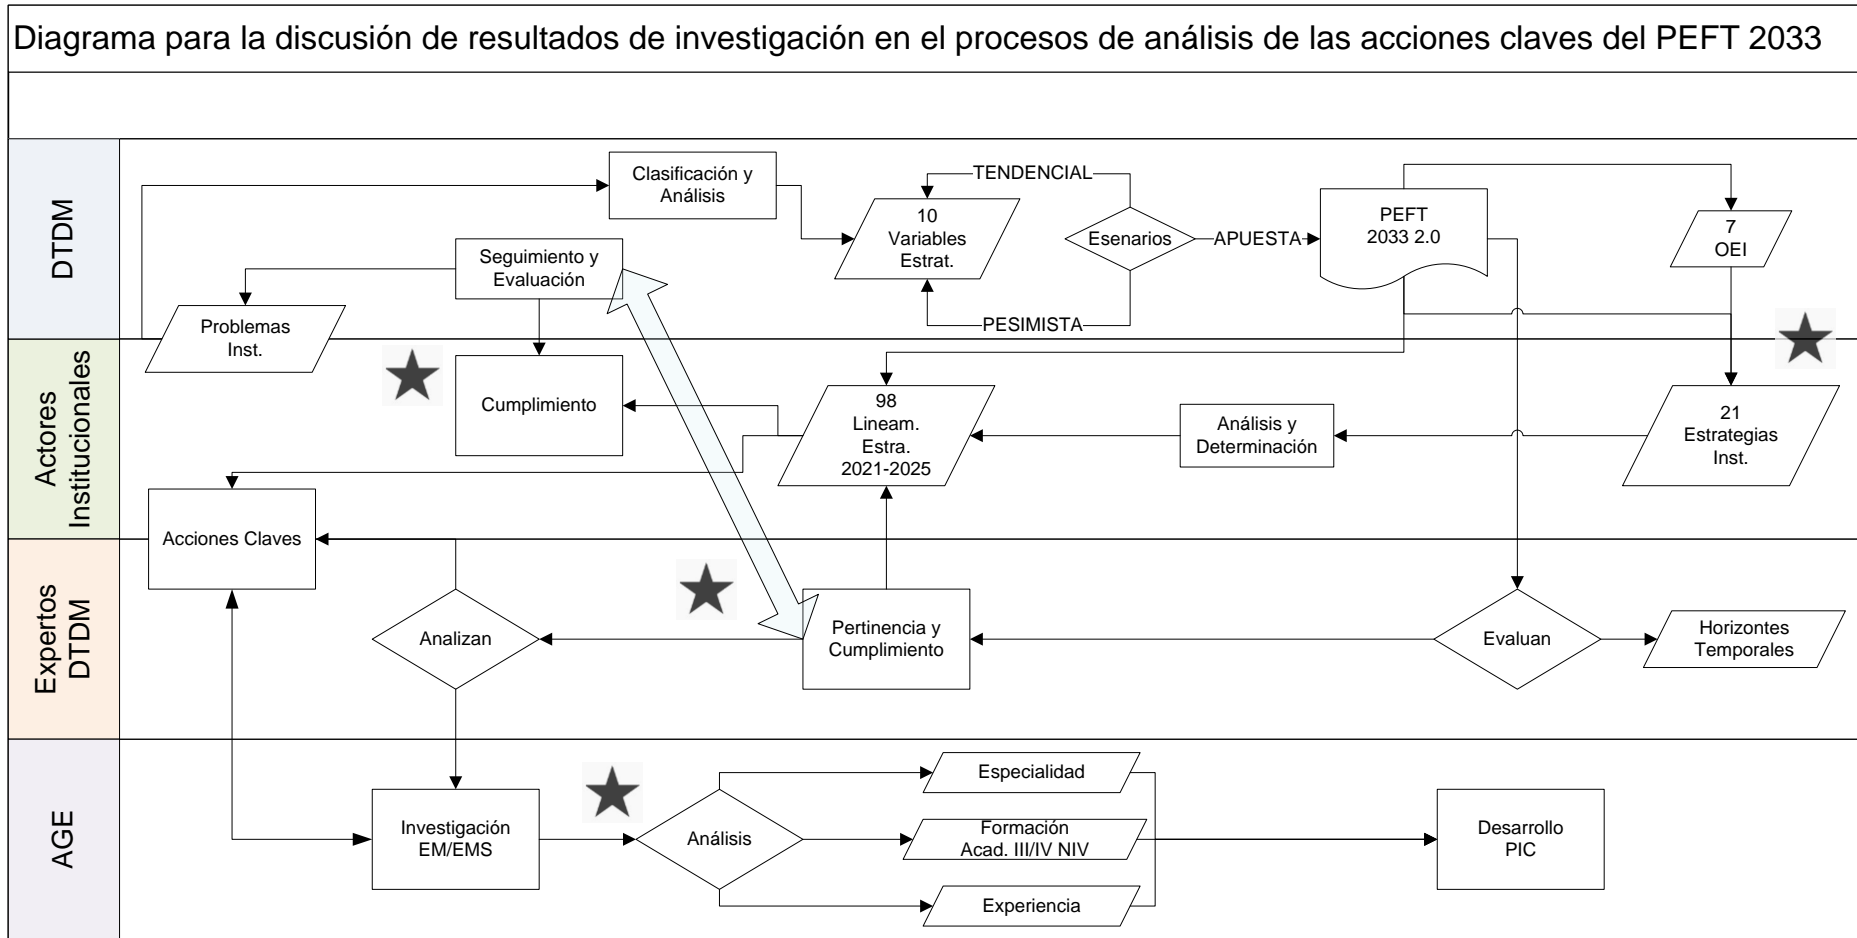 Diagrama para la discusión de resultados de investigación en el procesos de análisis de las acciones claves del PEFT 2033
DTDM
Clasificación y
Análisis
TENDENCIAL
10
Variables
Estrat.
Esenarios
APUESTA
PEFT
2033 2.0
7
OEI
Seguimiento y
Evaluación
PESIMISTA
Problemas
Inst.
Actores
Institucionales
Cumplimiento
98
Lineam.
Estra.
2021-2025
Análisis y
Determinación
21
Estrategias
Inst.
Acciones Claves
Expertos
DTDM
Analizan
Pertinencia y
Cumplimiento
Evaluan
Horizontes
Temporales
AGE
Investigación
EM/EMS
Análisis
Especialidad
Formación
Acad. III/IV NIV
Experiencia
Desarrollo
PIC